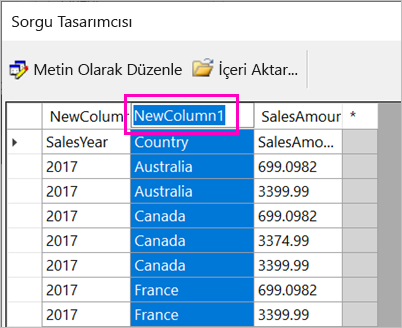 Sorgu Tasarımcısı
Metin Olarak Düzenle İçeri Aktar...
NewColumr NewColumn1 SalesAmour *
SalesYear Country SalesAmo...
2017 Australia 699.0982
2017 Australia 3399.99
2017 Canada 699.0982
2017 Canada 3374.99
2017 Canada 3399.99
2017 France 699.0982
2017 France 3399.99